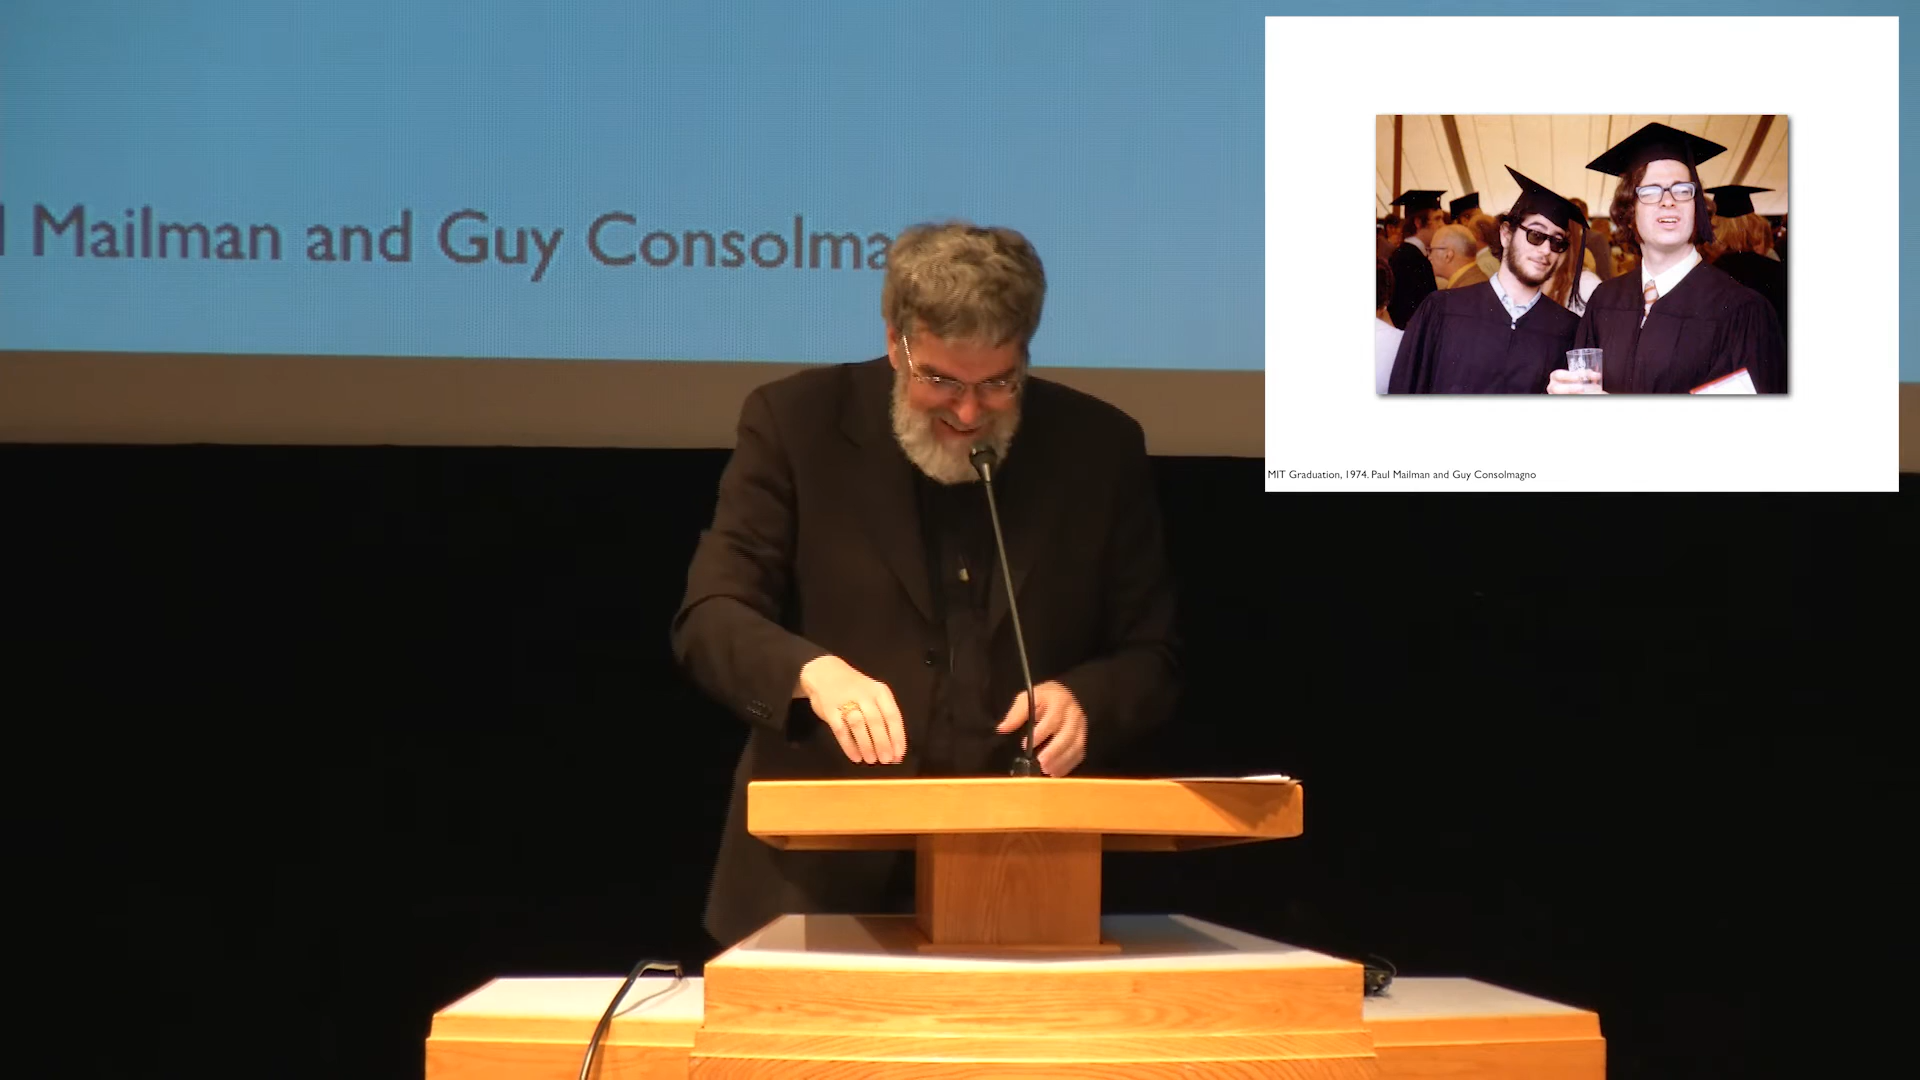 Mailman and Guy Consolma
MIT Graduation, 1974. Paul Mailman and Guy Consolmagno